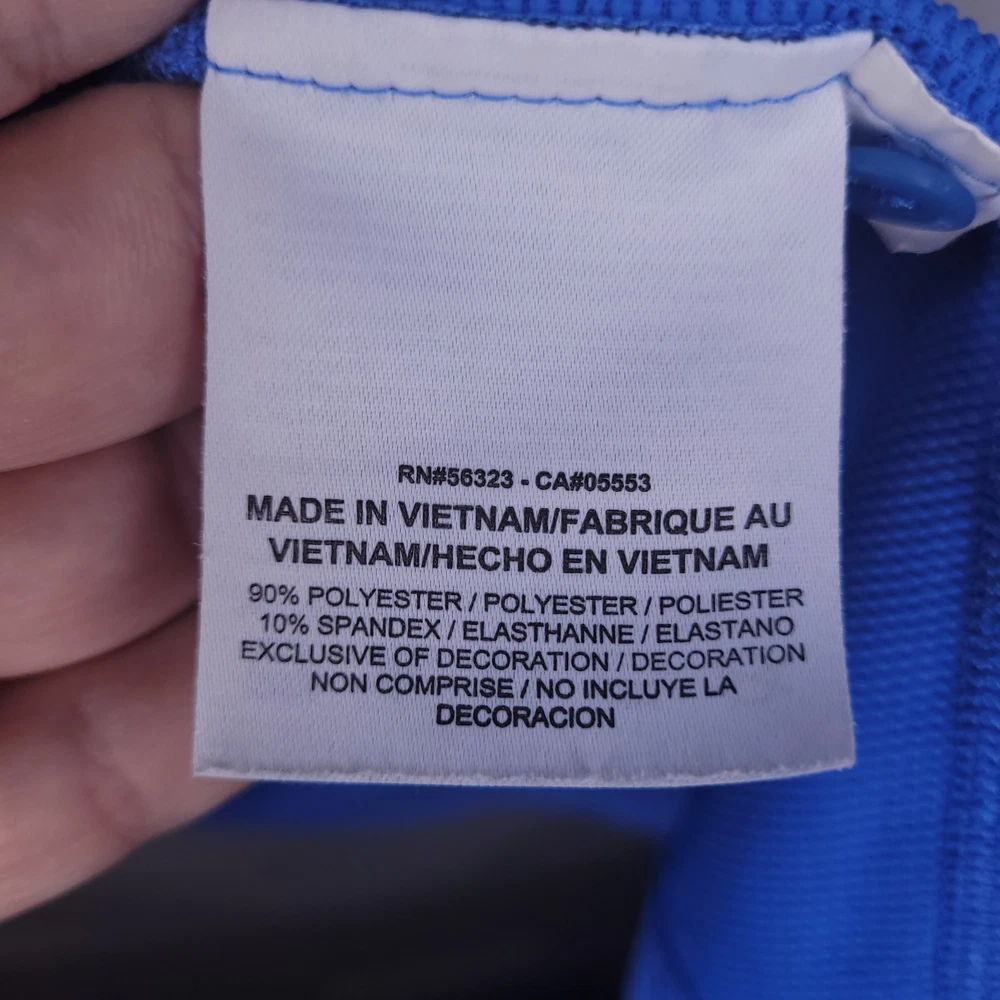 RN#56323 - CA#05553
MADE IN VIETNAM/FABRIQUE AU
VIETNAM/HECHO EN VIETNAM
90% POLYESTER / POLYESTER / POLIESTER
10% SPANDEX / ELASTHANNE / ELASTANO
EXCLUSIVE OF DECORATION / DECORATION
NON COMPRISE / NO INCLUYE LA
DECORACION